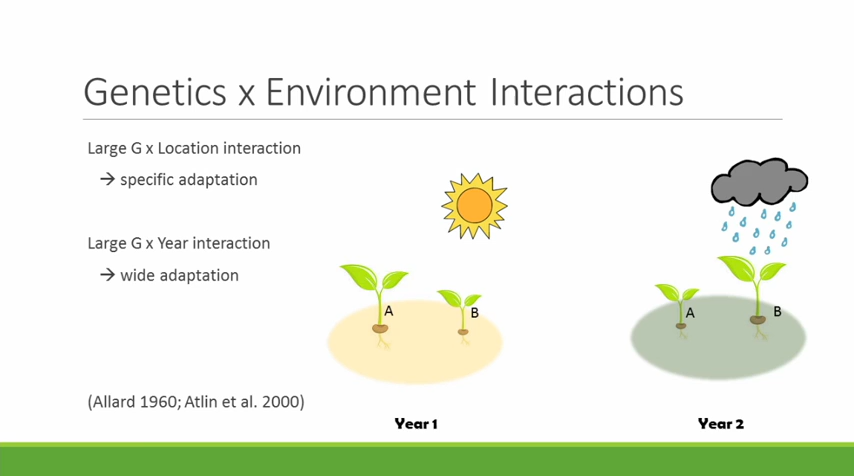 Genetics x Environment Interactions
Large G x Location interaction
→ specific adaptation
Large G x Year interaction
→ wide adaptation
A
B
A
B
(Allard 1960; Atlin et al. 2000)
Year 1
Year 2